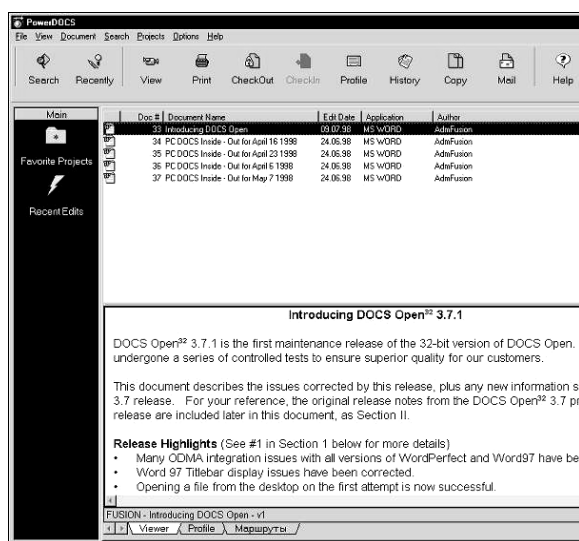 PowerDOCS
File View Document Search Projects Options Help
Search Recently View Print CheckOut CheckIn Profile History Copy Mail Help
Main
Favorite Projects
Recent Edits
Doc # Document Name Edit Date Application Author
33 Introducing DOCS Open 09.07.98 MS WORD AdmFusion
34 PC DOCS Inside - Out for April 16 1998 24.06.98 MS WORD AdmFusion
35 PC DOCS Inside - Out for April 23 1998 24.06.98 MS WORD AdmFusion
36 PC DOCS Inside - Out for April 6 1998 24.06.98 MS WORD AdmFusion
37 PC DOCS Inside - Out for May 7 1998 24.06.98 MS WORD AdmFusion
Introducing DOCS Open³² 3.7.1
DOCS Open³² 3.7.1 is the first maintenance release of the 32-bit version of DOCS Open.
undergone a series of controlled tests to ensure superior quality for our customers.
This document describes the issues corrected by this release, plus any new information s
3.7 release. For your reference, the original release notes from the DOCS Open³² 3.7 pr
release are included later in this document, as Section II.
Release Highlights (See #1 in Section 1 below for more details)
• Many ODMA integration issues with all versions of WordPerfect and Word97 have be
• Word 97 Titlebar display issues have been corrected.
• Opening a file from the desktop on the first attempt is now successful.
FUSION - Introducing DOCS Open - v1
Viewer Profile Маршруты